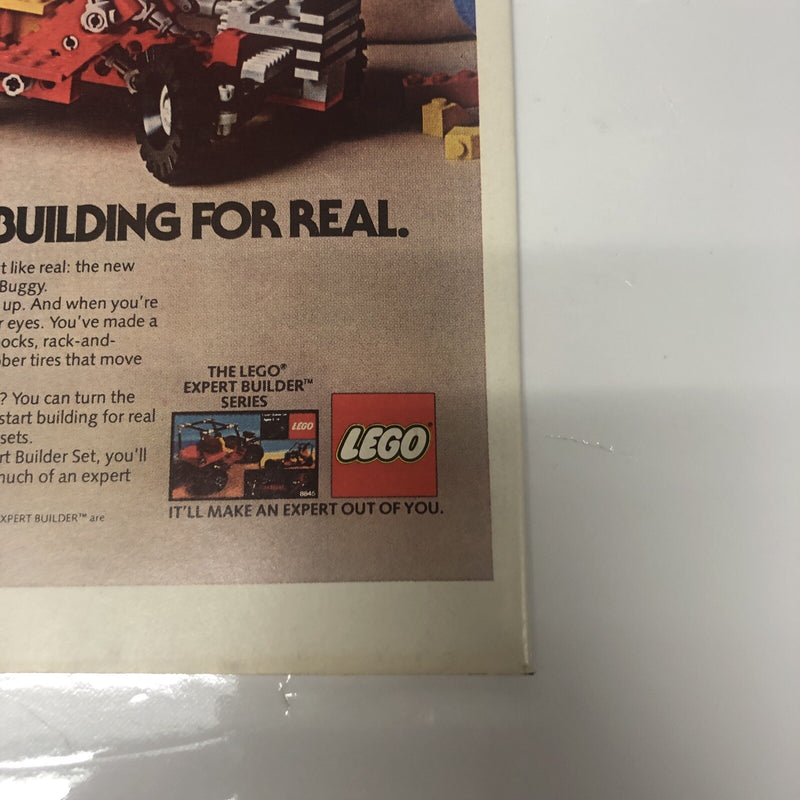 BUILDING FOR REAL.
t like real: the new
Buggy.
up. And when you're
r eyes. You've made a
ocks, rack-and-
ber tires that move
? You can turn the
start building for real
sets.
rt Builder Set, you'll
much of an expert
XPERT BUILDER™ are
THE LEGO®
EXPERT BUILDER™
SERIES
LEGO
8845
LEGO
IT'LL MAKE AN EXPERT OUT OF YOU.